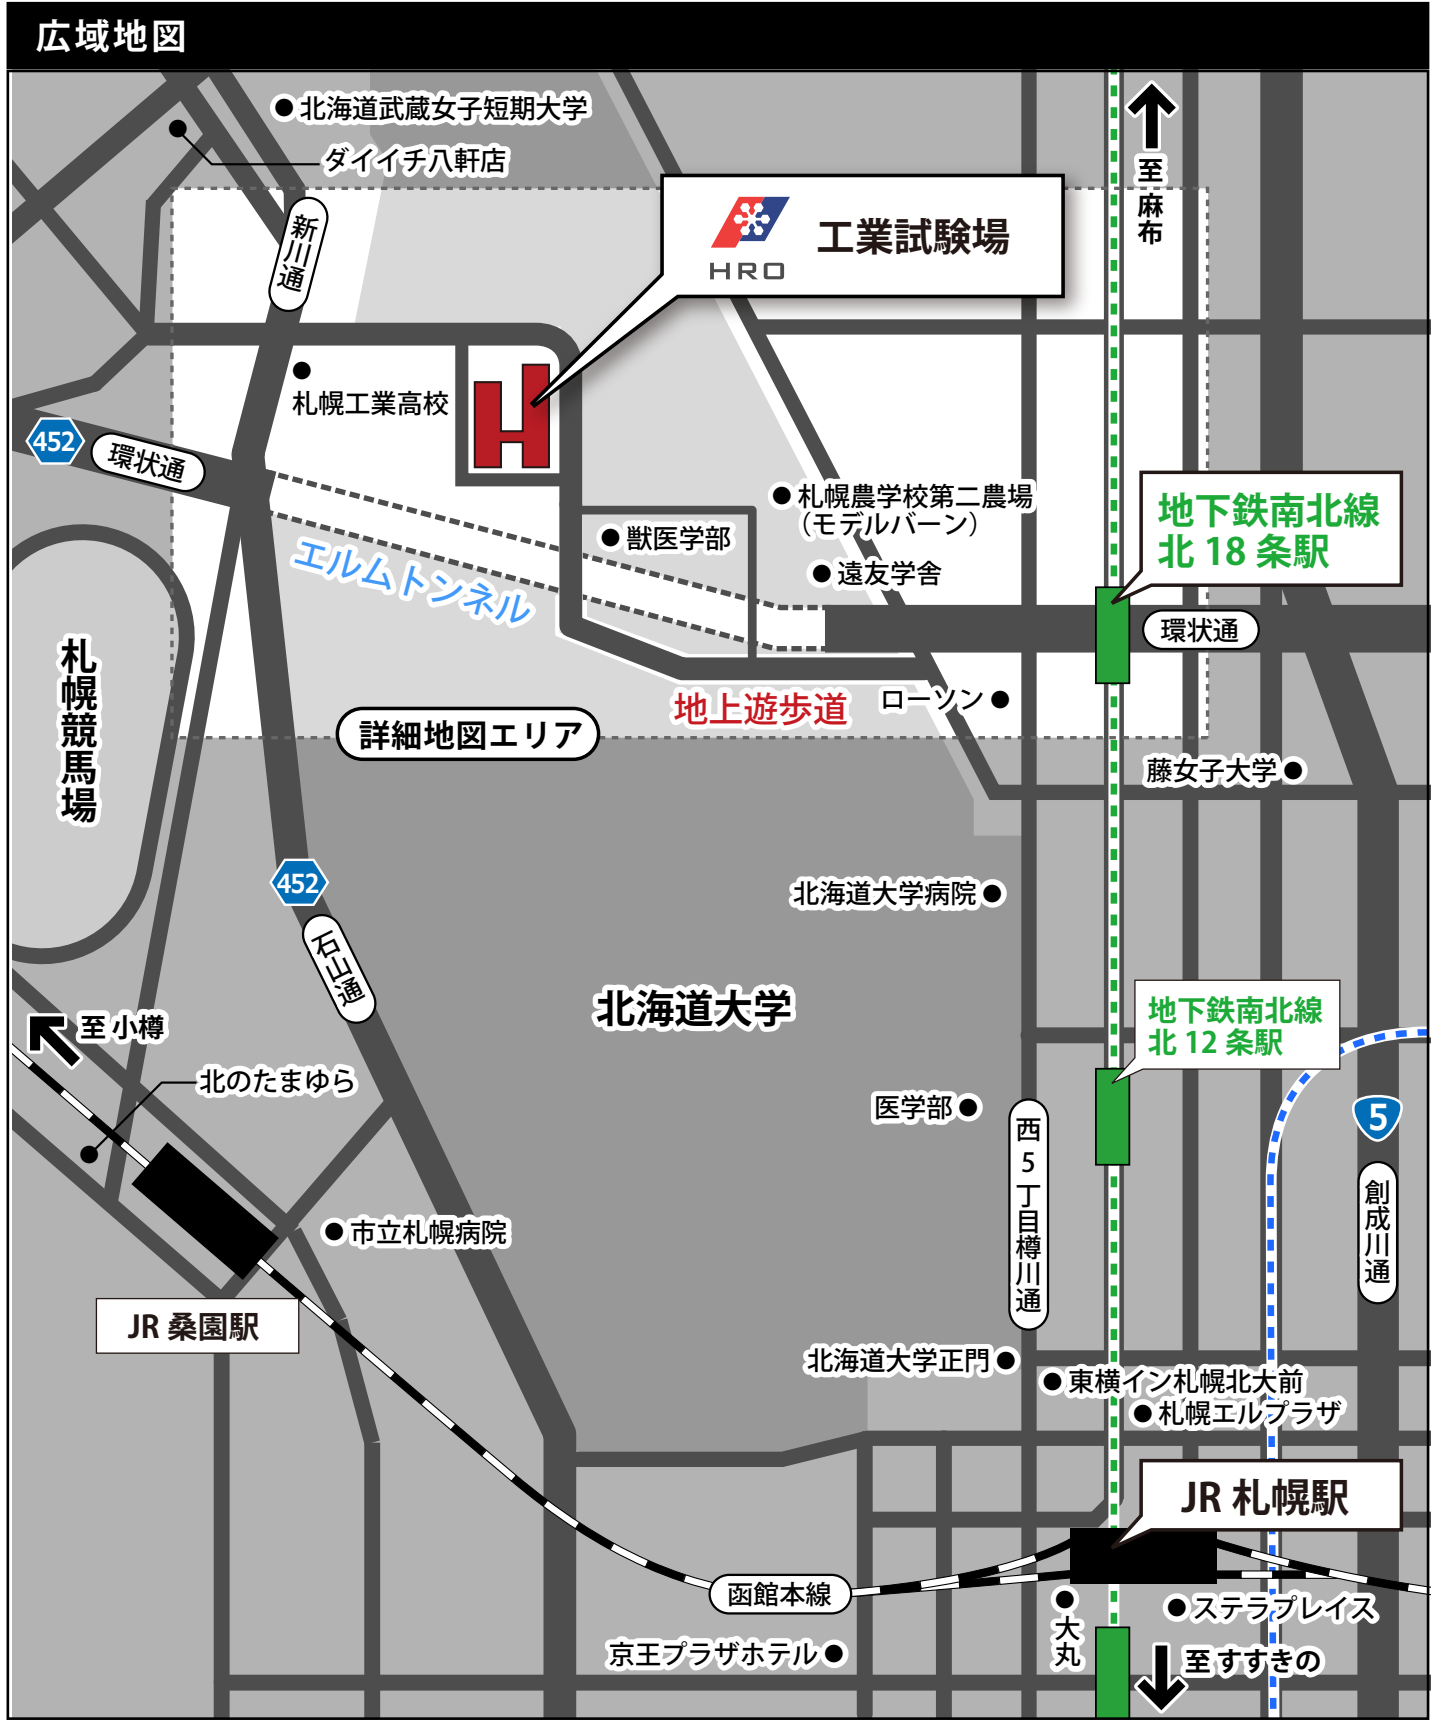 広域地図
北海道武蔵女子短期大学
ダイイチ八軒店
至麻布
新川通
HRO
工業試験場
札幌工業高校
452
環状通
札幌農学校第二農場
（モデルバーン）
地下鉄南北線
北18条駅
獣医学部
エルムトンネル
遠友学舎
環状通
札幌競馬場
地上遊歩道
ローソン
詳細地図エリア
藤女子大学
452
北海道大学病院
石山通
北海道大学
地下鉄南北線
北12条駅
至小樽
北のたまゆら
医学部
西5丁目樽川通
5
創成川通
市立札幌病院
JR桑園駅
北海道大学正門
東横イン札幌北大前
札幌エルプラザ
JR札幌駅
函館本線
大丸
ステラプレイス
京王プラザホテル
至すすきの